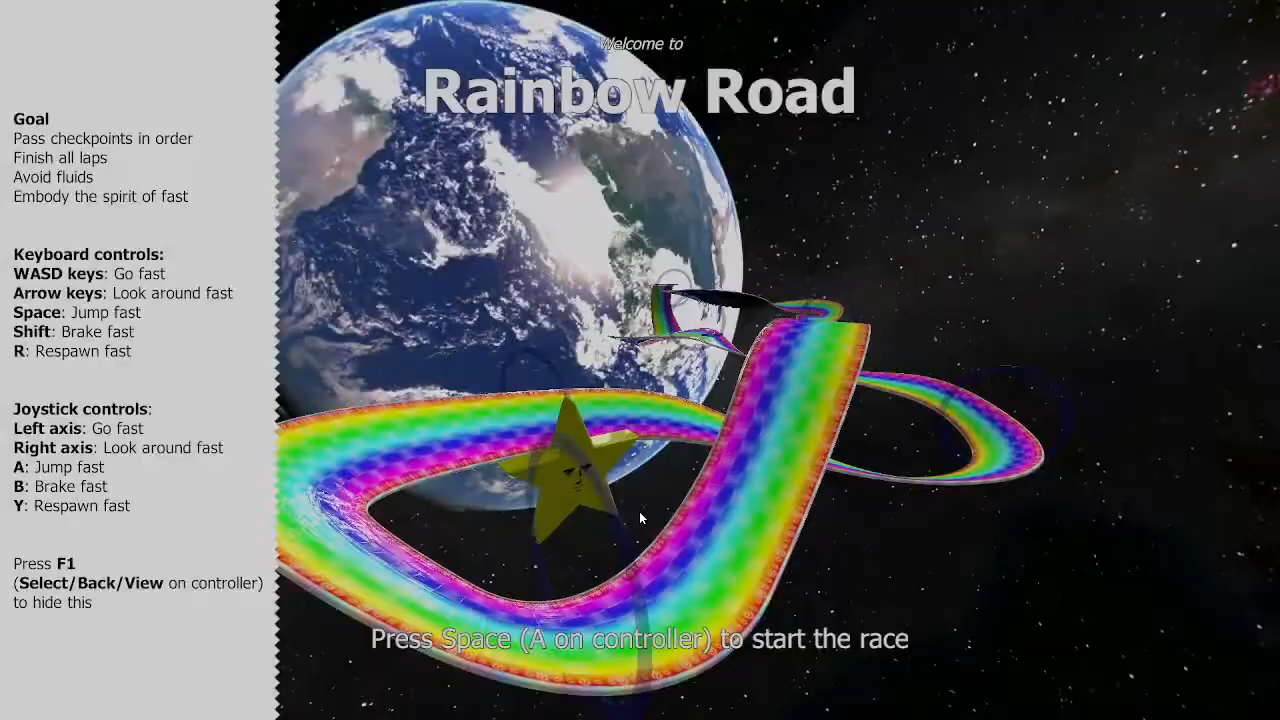 Welcome to
Rainbow Road
Goal
Pass checkpoints in order
Finish all laps
Avoid fluids
Embody the spirit of fast
Keyboard controls:
WASD keys: Go fast
Arrow keys: Look around fast
Space: Jump fast
Shift: Brake fast
R: Respawn fast
Joystick controls:
Left axis: Go fast
Right axis: Look around fast
A: Jump fast
B: Brake fast
Y: Respawn fast
Press F1
(Select/Back/View on controller)
to hide this
Press Space (A on controller) to start the race